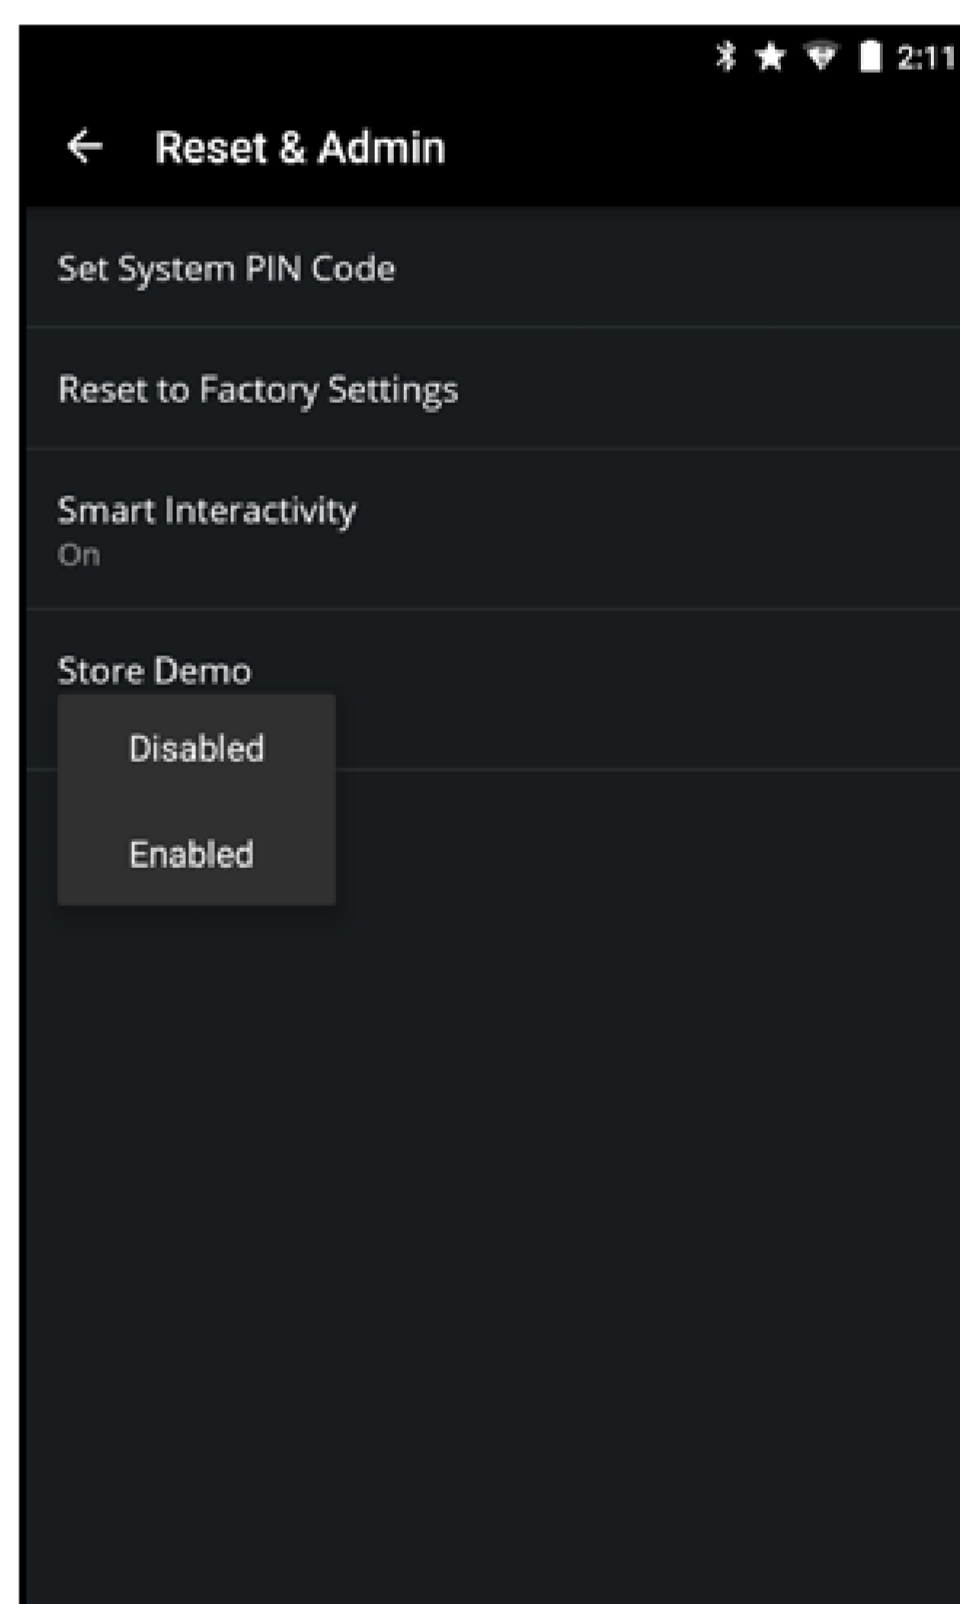 2:11
Reset & Admin
Set System PIN Code
Reset to Factory Settings
Smart Interactivity
On
Store Demo
Disabled
Enabled